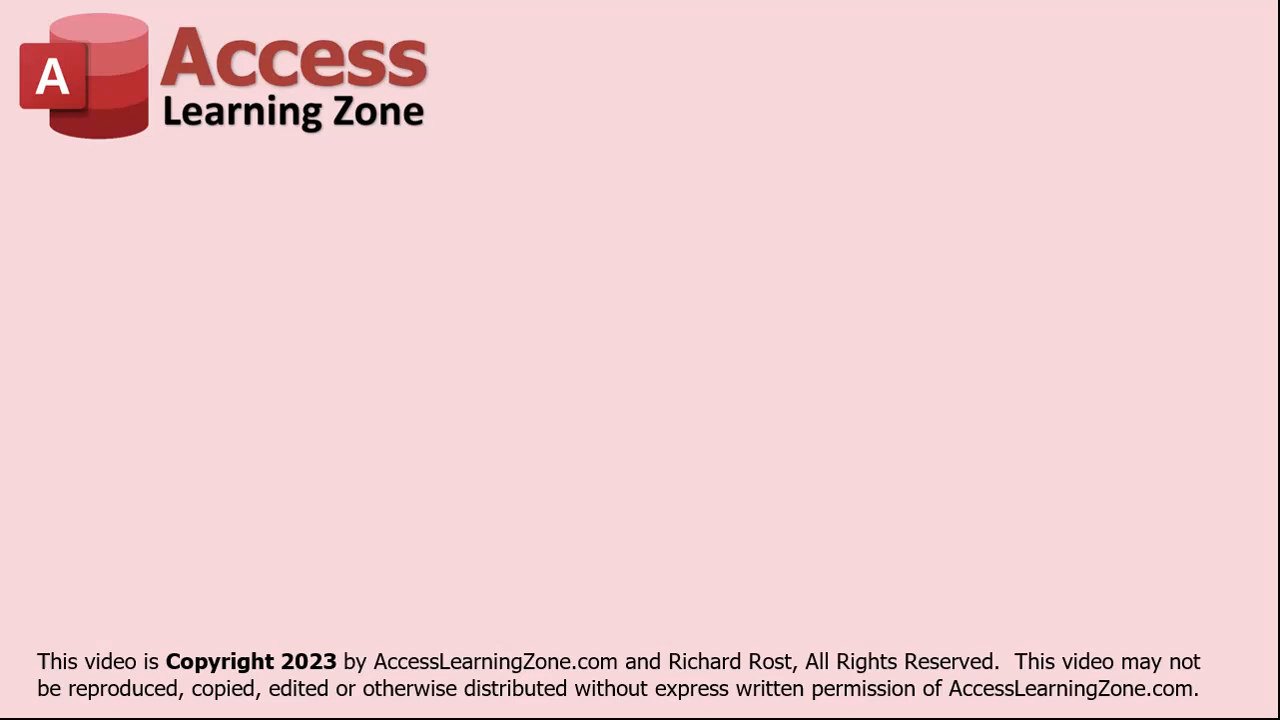 A
Access
Learning Zone
This video is Copyright 2023 by AccessLearningZone.com and Richard Rost, All Rights Reserved.  This video may not
be reproduced, copied, edited or otherwise distributed without express written permission of AccessLearningZone.com.